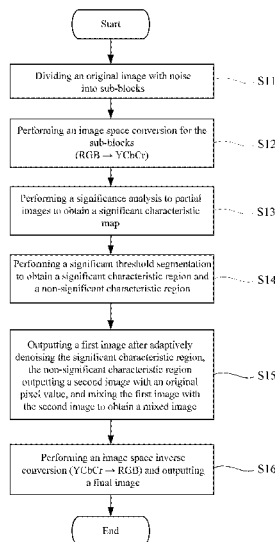 Start
Dividing an original image with noise
into sub-blocks
S11
Performing an image space conversion for the
sub-blocks
(RGB → YCbCr)
S12
Performing a significance analysis to partial
images to obtain a significant characteristic
map
S13
Performing a significant threshold segmentation
to obtain a significant characteristic region and
a non-significant characteristic region
S14
Outputting a first image after adaptively
denoising the significant characteristic region,
the non-significant characteristic region
outputting a second image with an original
pixel value, and mixing the first image with
the second image to obtain a mixed image
S15
Performing an image space inverse
conversion (YCbCr → RGB) and outputting
a final image
S16
End